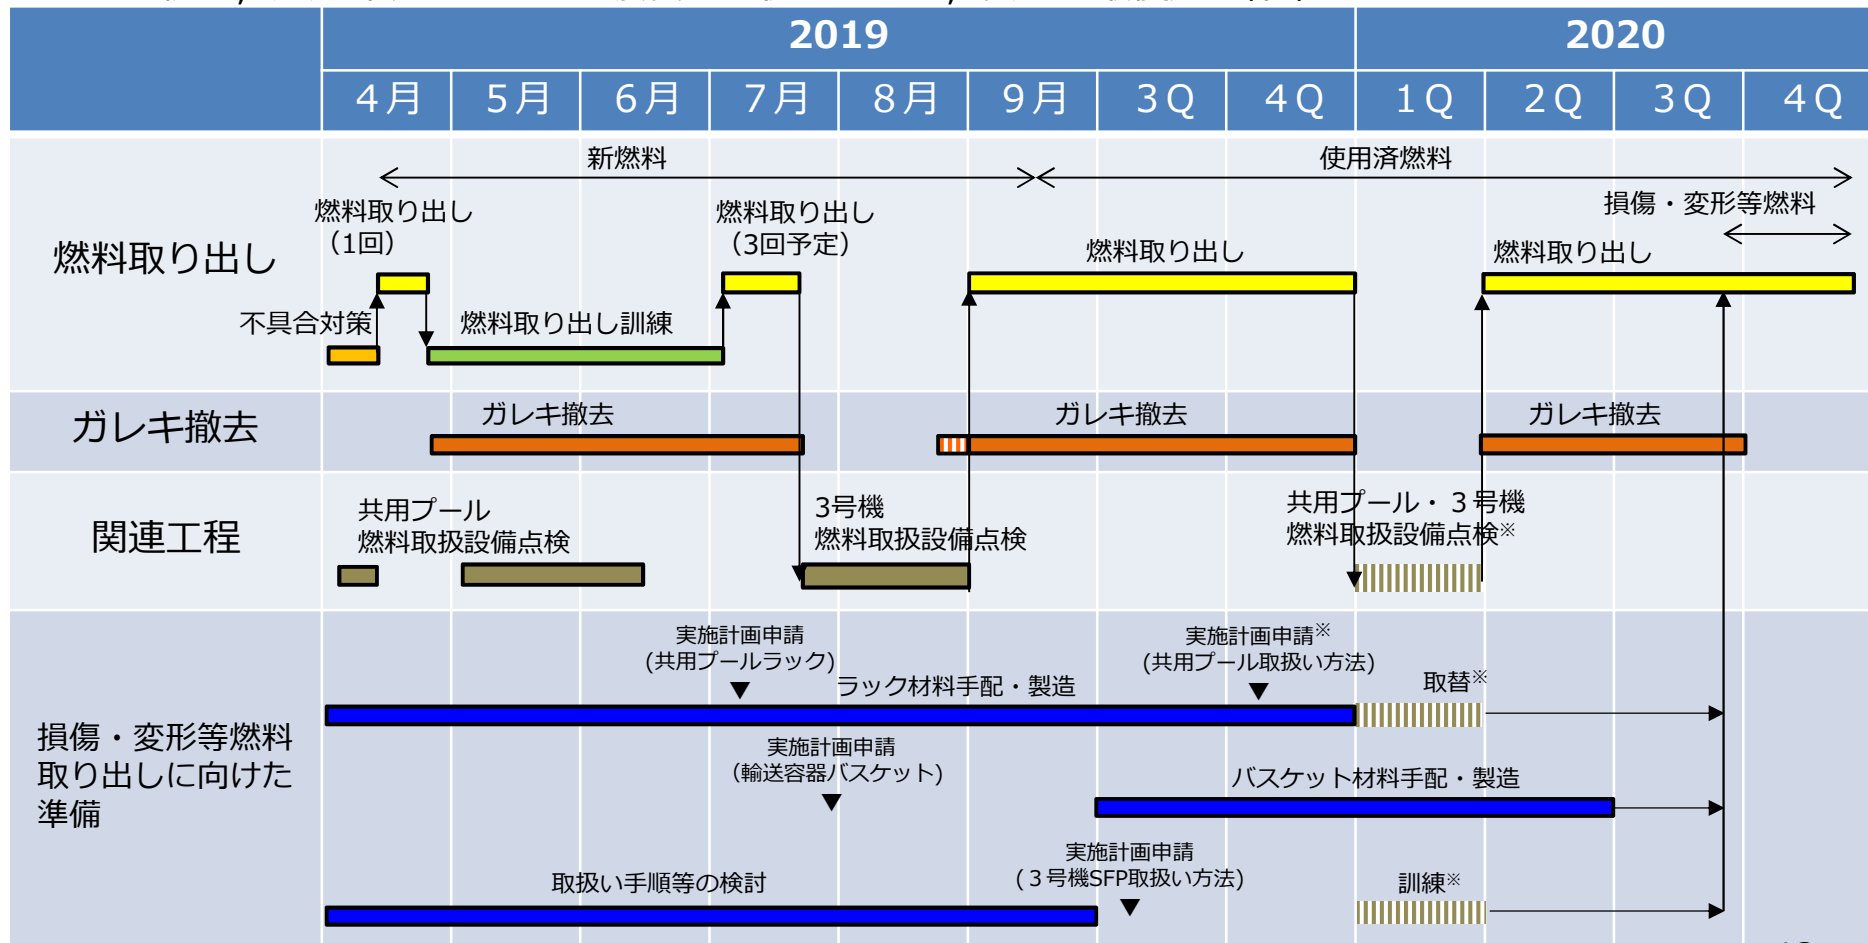 2019
2020
4月
5月
6月
7月
8月
9月
3Q
4Q
1Q
2Q
3Q
4Q
燃料取り出し
新燃料
使用済燃料
損傷・変形等燃料
燃料取り出し
（1回）
燃料取り出し
（3回予定）
燃料取り出し
燃料取り出し
不具合対策
燃料取り出し訓練
ガレキ撤去
ガレキ撤去
ガレキ撤去
ガレキ撤去
関連工程
共用プール
燃料取扱設備点検
3号機
燃料取扱設備点検
共用プール・３号機
燃料取扱設備点検※
損傷・変形等燃料
取り出しに向けた
準備
実施計画申請
(共用プールラック)
実施計画申請※
(共用プール取扱い方法)
ラック材料手配・製造
取替※
実施計画申請
（輸送容器バスケット）
バスケット材料手配・製造
実施計画申請
(３号機SFP取扱い方法)
取扱い手順等の検討
訓練※